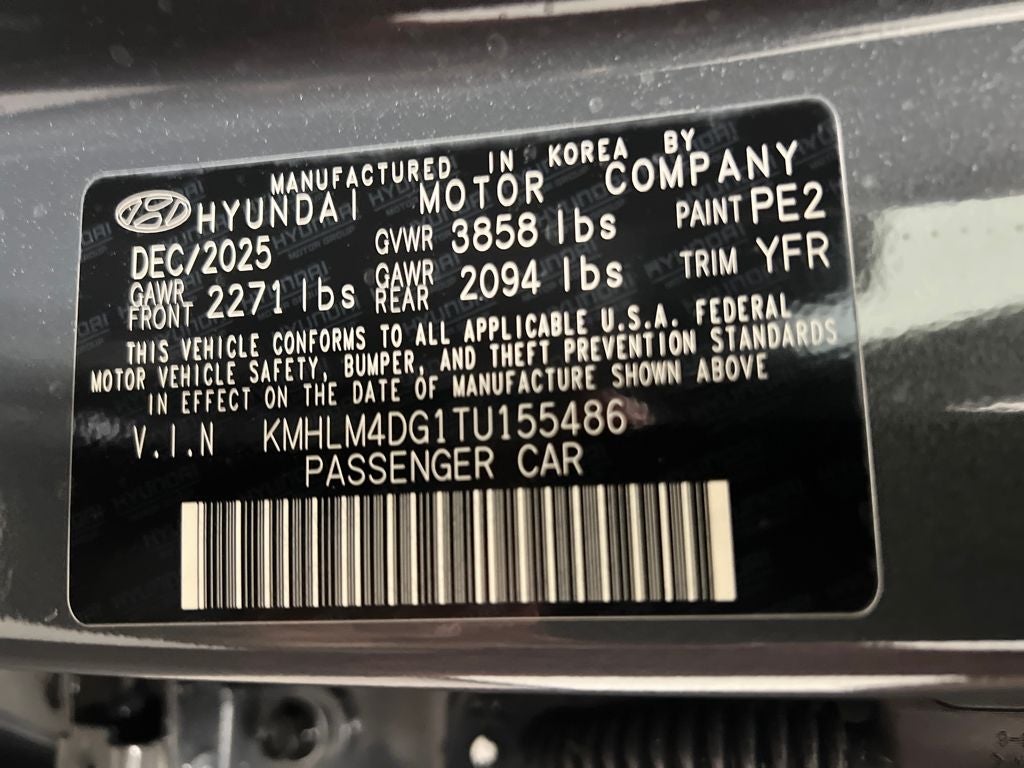 MANUFACTURED IN KOREA BY
HYUNDAI MOTOR COMPANY
DEC/2025 GVWR 3858 lbs PAINT PE2
GAWR FRONT 2271 lbs GAWR REAR 2094 lbs TRIM YFR
THIS VEHICLE CONFORMS TO ALL APPLICABLE U.S.A. FEDERAL
MOTOR VEHICLE SAFETY, BUMPER, AND THEFT PREVENTION STANDARDS
IN EFFECT ON THE DATE OF MANUFACTURE SHOWN ABOVE
V.I.N KMHLM4DG1TU155486
PASSENGER CAR